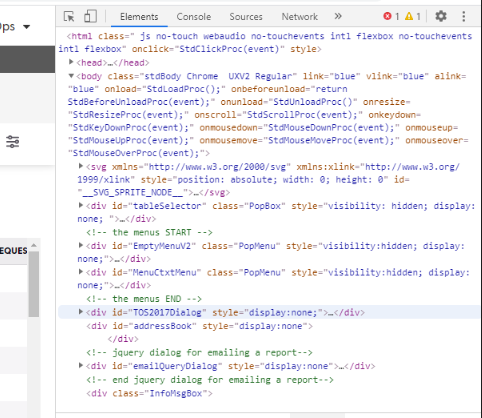 Ops
Elements Console Sources Network » 1 1
<html class=" js no-touch webaudio no-touchevents intl flexbox no-touchevents
intl flexbox" onclick="StdClickProc(event)" style>
<head>…</head>
<body class="stdBody Chrome  UXV2 Regular" link="blue" vlink="blue" alink=
"blue" onload="StdLoadProc();" onbeforeunload="return
StdBeforeUnloadProc(event);" onunload="StdUnloadProc()" onresize=
"StdResizeProc(event);" onscroll="StdScrollProc(event);" onkeydown=
"StdKeyDownProc(event);" onmousedown="StdMouseDownProc(event);" onmouseup=
"StdMouseUpProc(event);" onmousemove="StdMouseMoveProc(event);" onmouseover=
"StdMouseOverProc(event);">
<svg xmlns="http://www.w3.org/2000/svg" xmlns:xlink="http://www.w3.org/
1999/xlink" style="position: absolute; width: 0; height: 0" id=
"__SVG_SPRITE_NODE__">…</svg>
<div id="tableSelector" class="PopBox" style="visibility: hidden; display:
none; ">…</div>
<!-- the menus START -->
<div id="EmptyMenuV2" class="PopMenu" style="visibility:hidden; display:
none;">…</div>
<div id="MenuCtxtMenu" class="PopMenu" style="visibility:hidden; display:
none;">…</div>
<!-- the menus END -->
<div id="TOS2017Dialog" style="display:none;">…</div>
<div id="addressBook" style="display:none">
</div>
<!-- jquery dialog for emailing a report-->
<div id="emailQueryDialog" style="display:none">…</div>
<!-- end jquery dialog for emailing a report-->
<div class="InfoMsgBox">
EQUES